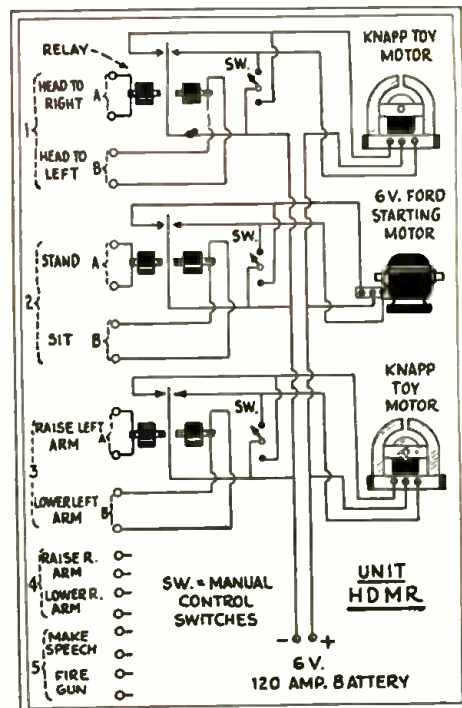 RELAY
KNAPP TOY
MOTOR
SW.
1
HEAD TO
RIGHT
A
HEAD TO
LEFT
B
6V. FORD
STARTING
MOTOR
SW.
2
STAND
A
SIT
B
KNAPP
TOY
MOTOR
SW.
3
RAISE LEFT
ARM
A
LOWER LEFT
ARM
B
4
RAISE R.
ARM
LOWER R.
ARM
5
MAKE
SPEECH
FIRE
GUN
SW. = MANUAL
CONTROL
SWITCHES
UNIT
HDMR
- +
6 V.
120 AMP. BATTERY